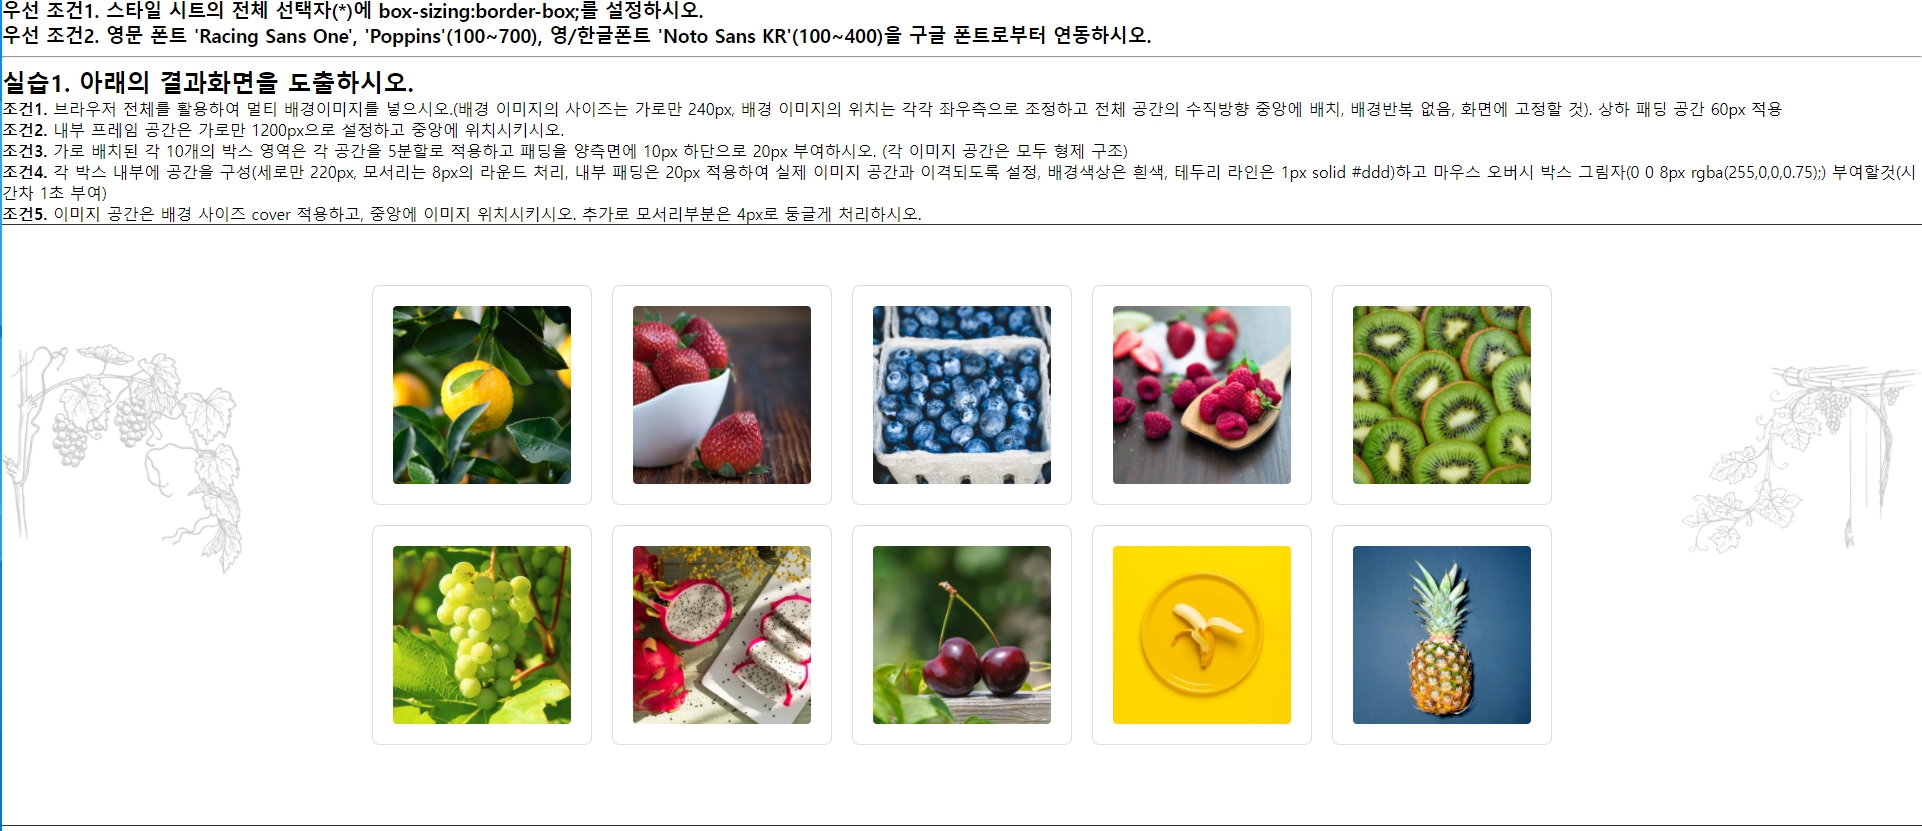 우선 조건1. 스타일 시트의 전체 선택자(*)에 box-sizing:border-box;를 설정하시오.
우선 조건2. 영문 폰트 'Racing Sans One', 'Poppins'(100~700), 영/한글폰트 'Noto Sans KR'(100~400)을 구글 폰트로부터 연동하시오.
실습1. 아래의 결과화면을 도출하시오.
조건1. 브라우저 전체를 활용하여 멀티 배경이미지를 넣으시오.(배경 이미지의 사이즈는 가로만 240px, 배경 이미지의 위치는 각각 좌우측으로 조정하고 전체 공간의 수직방향 중앙에 배치, 배경반복 없음, 화면에 고정할 것). 상하 패딩 공간 60px 적용
조건2. 내부 프레임 공간은 가로만 1200px으로 설정하고 중앙에 위치시키시오.
조건3. 가로 배치된 각 10개의 박스 영역은 각 공간을 5분할로 적용하고 패딩을 양측면에 10px 하단으로 20px 부여하시오. (각 이미지 공간은 모두 형제 구조)
조건4. 각 박스 내부에 공간을 구성(세로만 220px, 모서리는 8px의 라운드 처리, 내부 패딩은 20px 적용하여 실제 이미지 공간과 이격되도록 설정, 배경색상은 흰색, 테두리 라인은 1px solid #ddd)하고 마우스 오버시 박스 그림자(0 0 8px rgba(255,0,0,0.75);) 부여할것(시
간차 1초 부여)
조건5. 이미지 공간은 배경 사이즈 cover 적용하고, 중앙에 이미지 위치시키시오. 추가로 모서리부분은 4px로 둥글게 처리하시오.